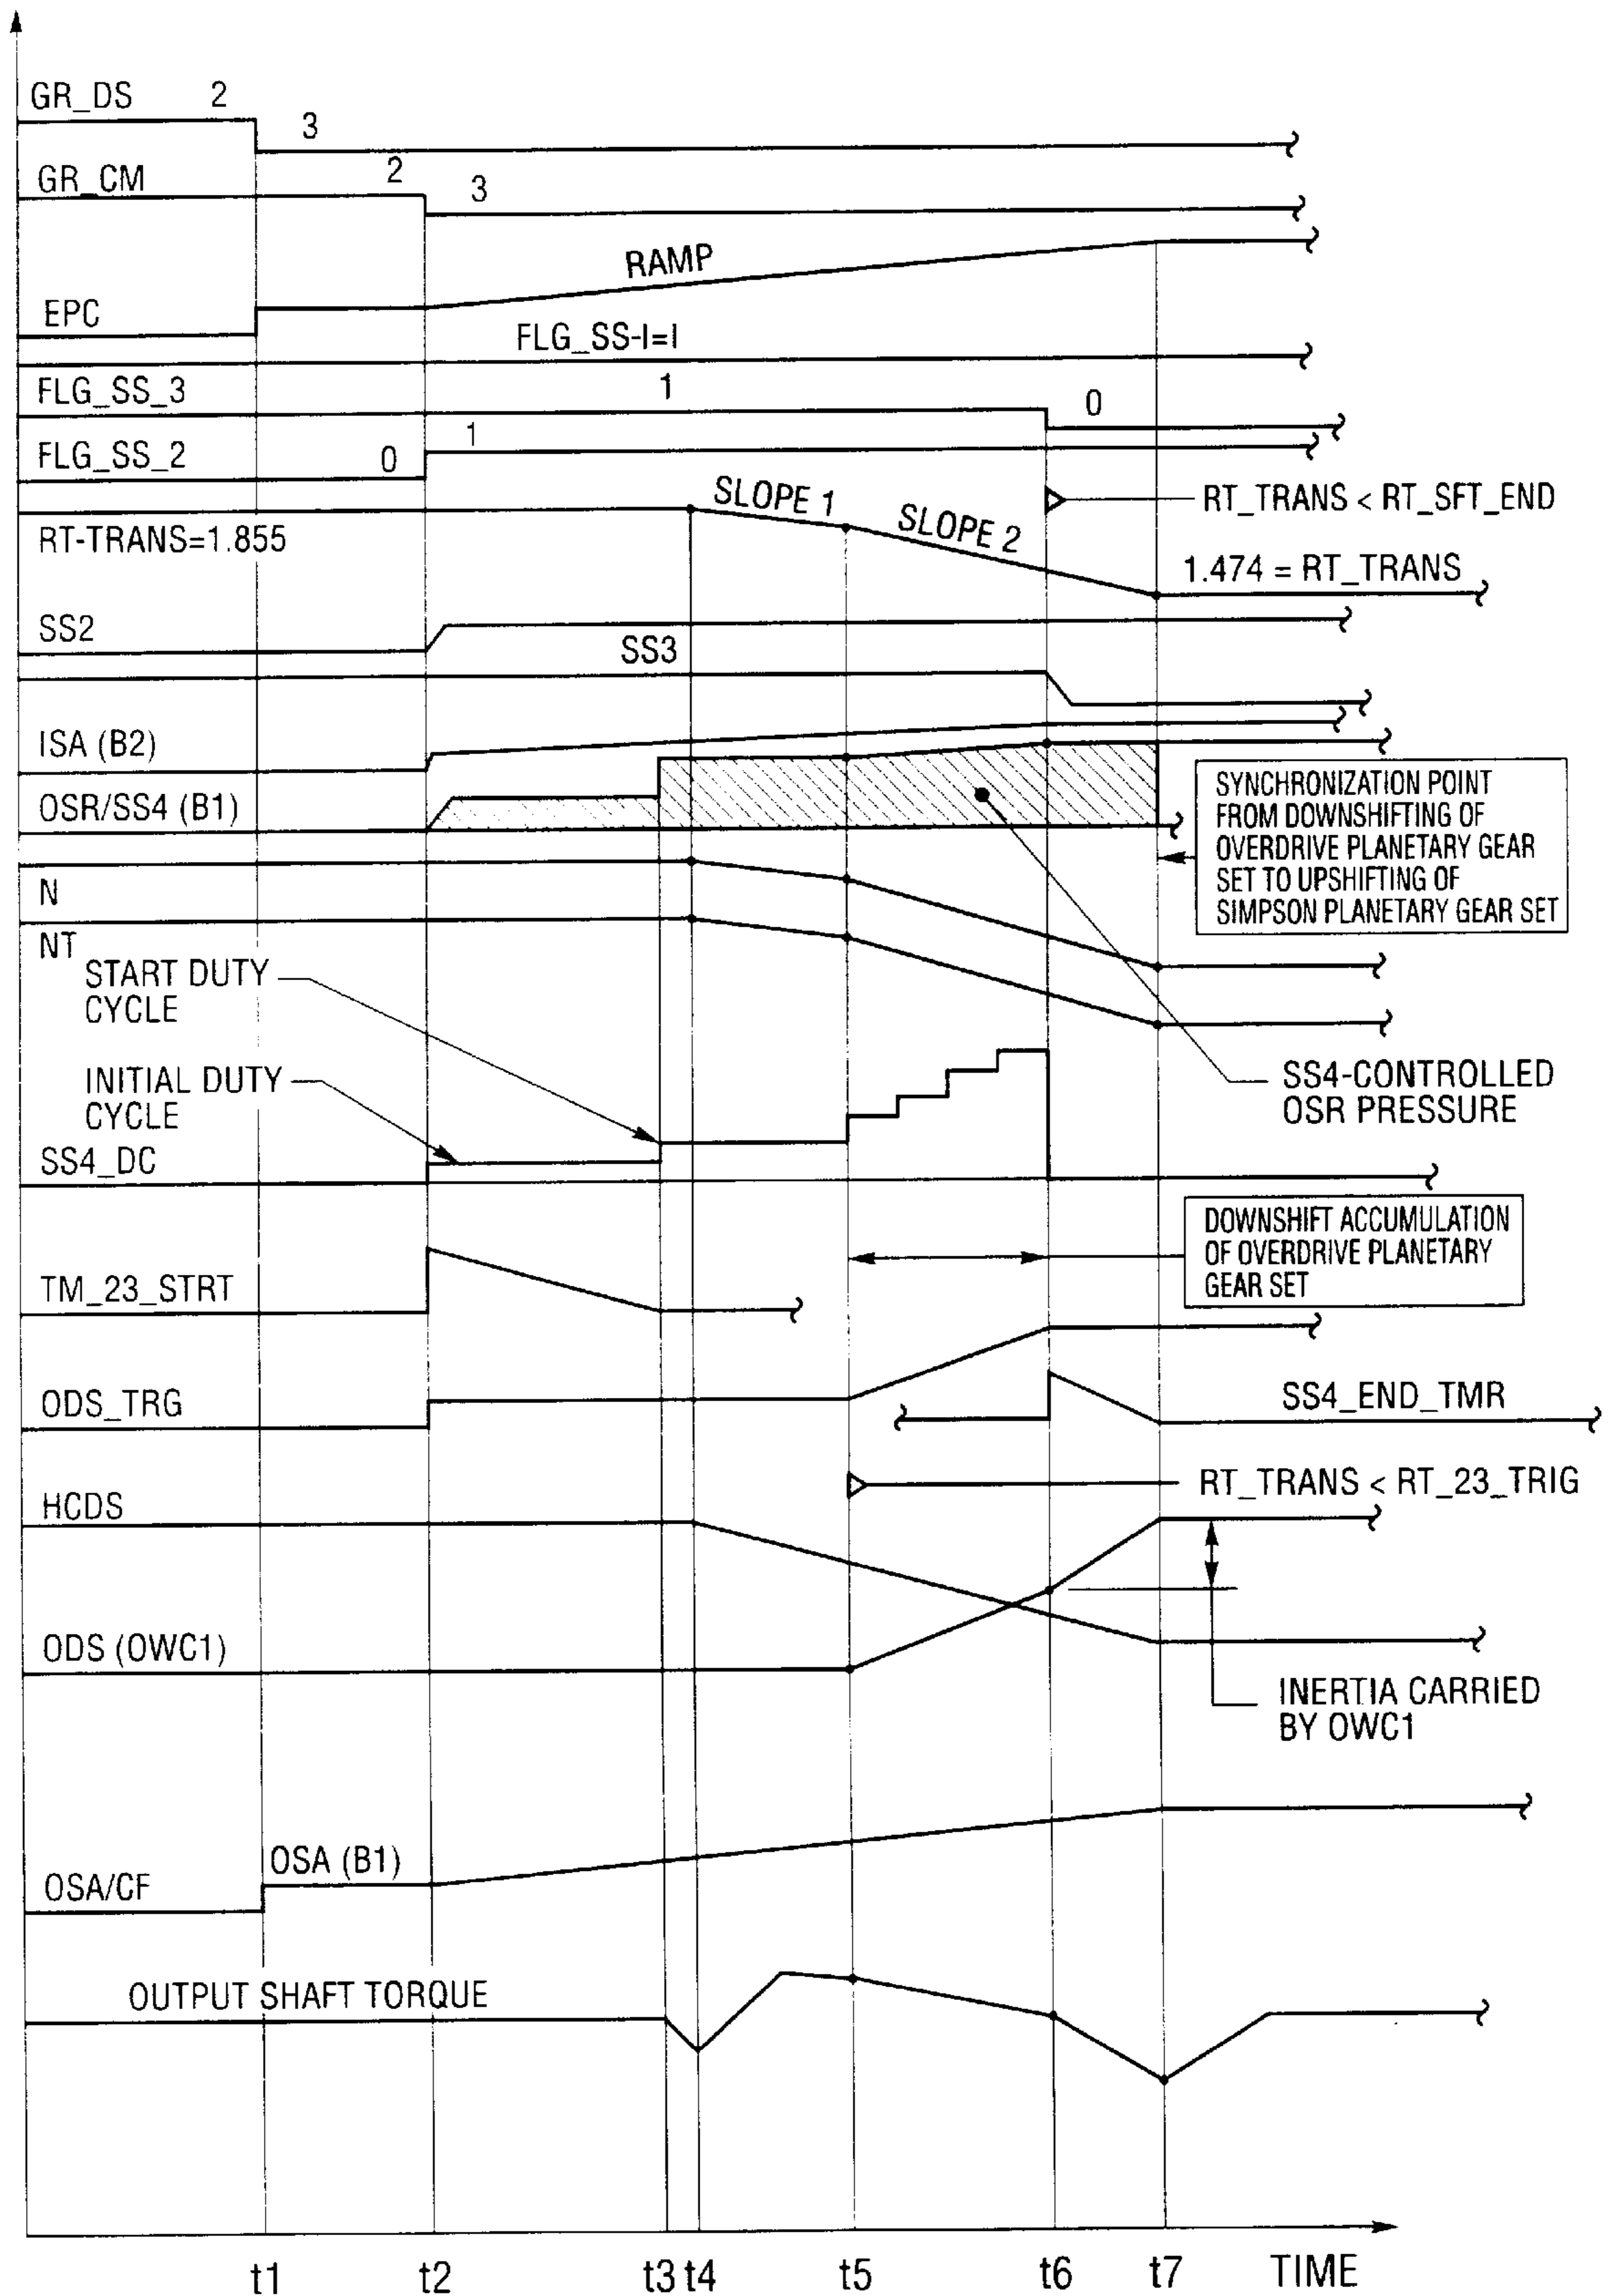 GR_DS 2
3
GR_CM 2
3
RAMP
EPC
FLG_SS-I=I
FLG_SS_3 1
0
FLG_SS_2 0
1
SLOPE 1
SLOPE 2
RT_TRANS < RT_SFT_END
RT-TRANS=1.855
1.474 = RT_TRANS
SS2
SS3
ISA (B2)
OSR/SS4 (B1)
SYNCHRONIZATION POINT
FROM DOWNSHIFTING OF
OVERDRIVE PLANETARY GEAR
SET TO UPSHIFTING OF
SIMPSON PLANETARY GEAR SET
N
NT
START DUTY
CYCLE
INITIAL DUTY
CYCLE
SS4-CONTROLLED
OSR PRESSURE
SS4_DC
DOWNSHIFT ACCUMULATION
OF OVERDRIVE PLANETARY
GEAR SET
TM_23_STRT
ODS_TRG
SS4_END_TMR
RT_TRANS < RT_23_TRIG
HCDS
ODS (OWC1)
INERTIA CARRIED
BY OWC1
OSA (B1)
OSA/CF
OUTPUT SHAFT TORQUE
t1 t2 t3 t4 t5 t6 t7 TIME